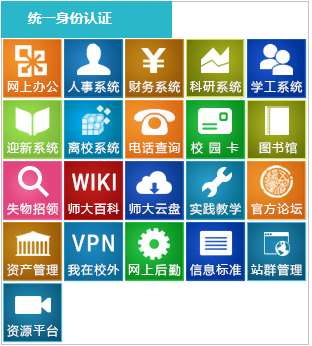 统一身份认证
网上办公 人事系统 财务系统 科研系统 学工系统
迎新系统 离校系统 电话查询 校园卡 图书馆
失物招领 WIKI 师大百科 师大云盘 实践教学 官方论坛
资产管理 VPN 我在校外 网上后勤 信息标准 站群管理
资源平台